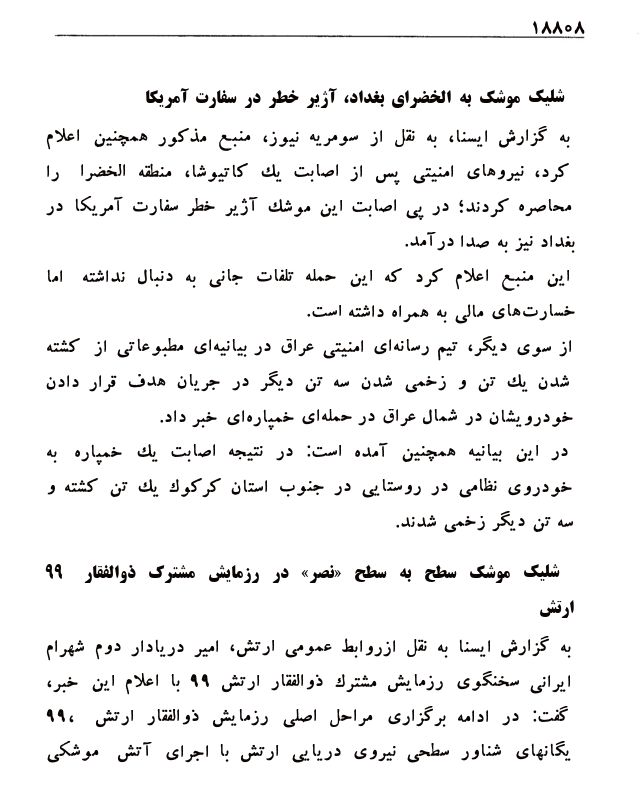 ۱۸۸۰۸
شلیک موشک به الخضرای بغداد، آژیر خطر در سفارت آمریکا
به گزارش ایسنا، به نقل از سومریه نیوز، منبع مذکور همچنین اعلام
کرد، نیروهای امنیتی پس از اصابت یك کاتیوشا، منطقه الخضرا را
محاصره کردند؛ در پی اصابت این موشك آژیر خطر سفارت آمریکا در
بغداد نیز به صدا درآمد.
این منبع اعلام کرد که این حمله تلفات جانی به دنبال نداشته اما
خسارت‌های مالی به همراه داشته است.
از سوی دیگر، تیم رسانه‌ای امنیتی عراق در بیانیه‌ای مطبوعاتی از کشته
شدن یك تن و زخمی شدن سه تن دیگر در جریان هدف قرار دادن
خودرویشان در شمال عراق در حمله‌ای خمپاره‌ای خبر داد.
در این بیانیه همچنین آمده است: در نتیجه اصابت یك خمپاره به
خودروی نظامی در روستایی در جنوب استان کرکوك یك تن کشته و
سه تن دیگر زخمی شدند.
شلیک موشک سطح به سطح «نصر» در رزمایش مشترک ذوالفقار ۹۹
ارتش
به گزارش ایسنا به نقل ازروابط عمومی ارتش، امیر دریادار دوم شهرام
ایرانی سخنگوی رزمایش مشترك ذوالفقار ارتش ۹۹ با اعلام این خبر،
گفت: در ادامه برگزاری مراحل اصلی رزمایش ذوالفقار ارتش ۹۹،
یگانهای شناور سطحی نیروی دریایی ارتش با اجرای آتش موشکی